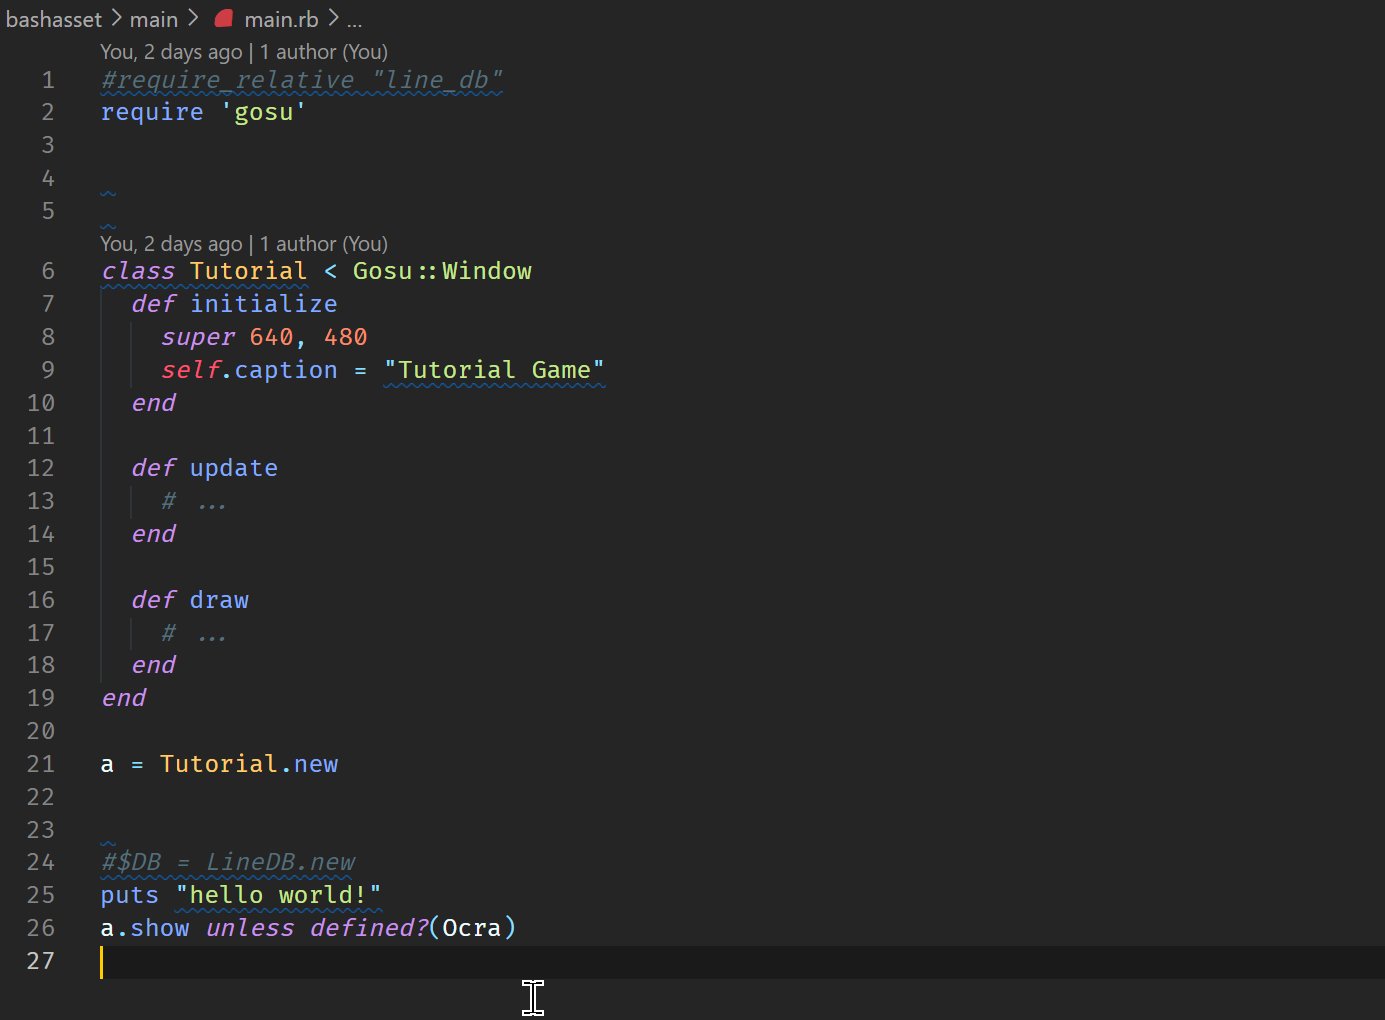 bashasset > main > main.rb > ...
You, 2 days ago | 1 author (You)
1 #require_relative "line_db"
2 require 'gosu'
3
4
5
You, 2 days ago | 1 author (You)
6 class Tutorial < Gosu::Window
7   def initialize
8     super 640, 480
9     self.caption = "Tutorial Game"
10   end
11
12   def update
13     # ...
14   end
15
16   def draw
17     # ...
18   end
19 end
20
21 a = Tutorial.new
22
23
24 #$DB = LineDB.new
25 puts "hello world!"
26 a.show unless defined?(Ocra)
27